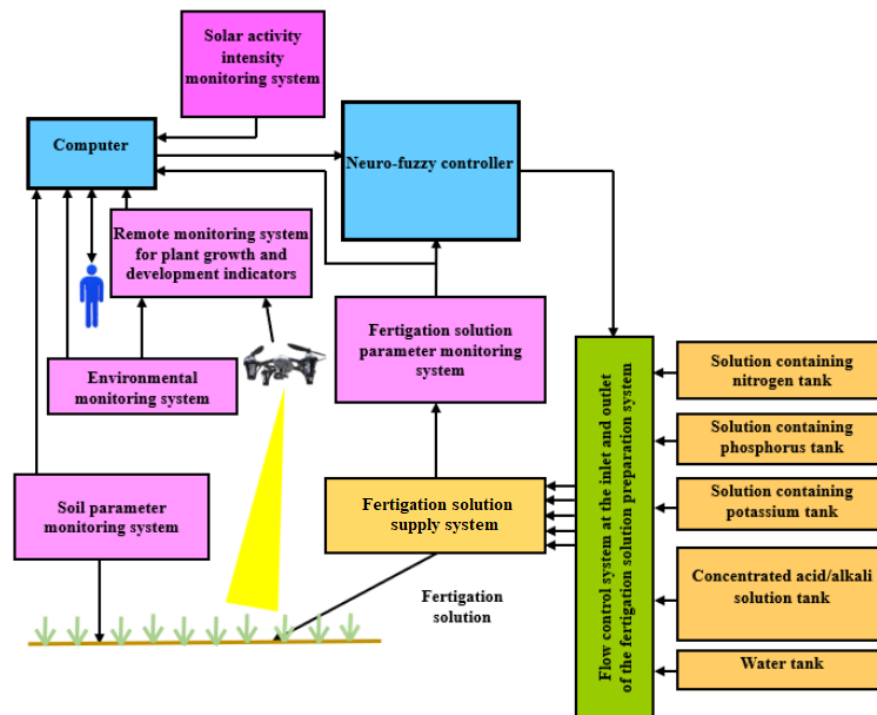 Solar activity
intensity
monitoring system
Computer
Neuro-fuzzy controller
Remote monitoring system
for plant growth and
development indicators
Environmental
monitoring system
Fertigation solution
parameter monitoring
system
Soil parameter
monitoring system
Fertigation solution
supply system
Fertigation
solution
Flow control system at the inlet and outlet
of the fertigation solution preparation system
Solution containing
nitrogen tank
Solution containing
phosphorus tank
Solution containing
potassium tank
Concentrated acid/alkali
solution tank
Water tank